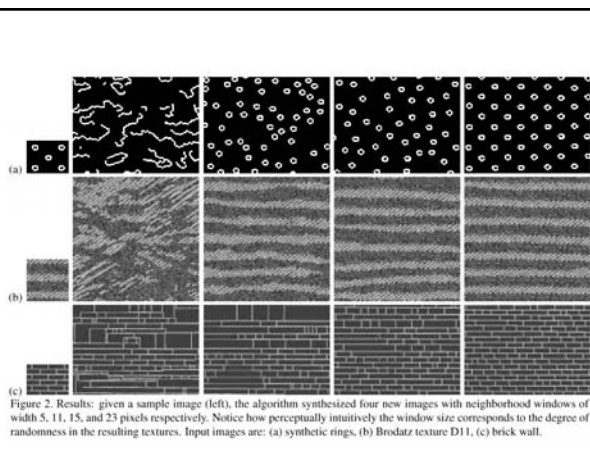 (a)
(b)
(c)
Figure 2. Results: given a sample image (left), the algorithm synthesized four new images with neighborhood windows of
width 5, 11, 15, and 23 pixels respectively. Notice how perceptually intuitively the window size corresponds to the degree of
randomness in the resulting textures. Input images are: (a) synthetic rings, (b) Brodatz texture D11, (c) brick wall.